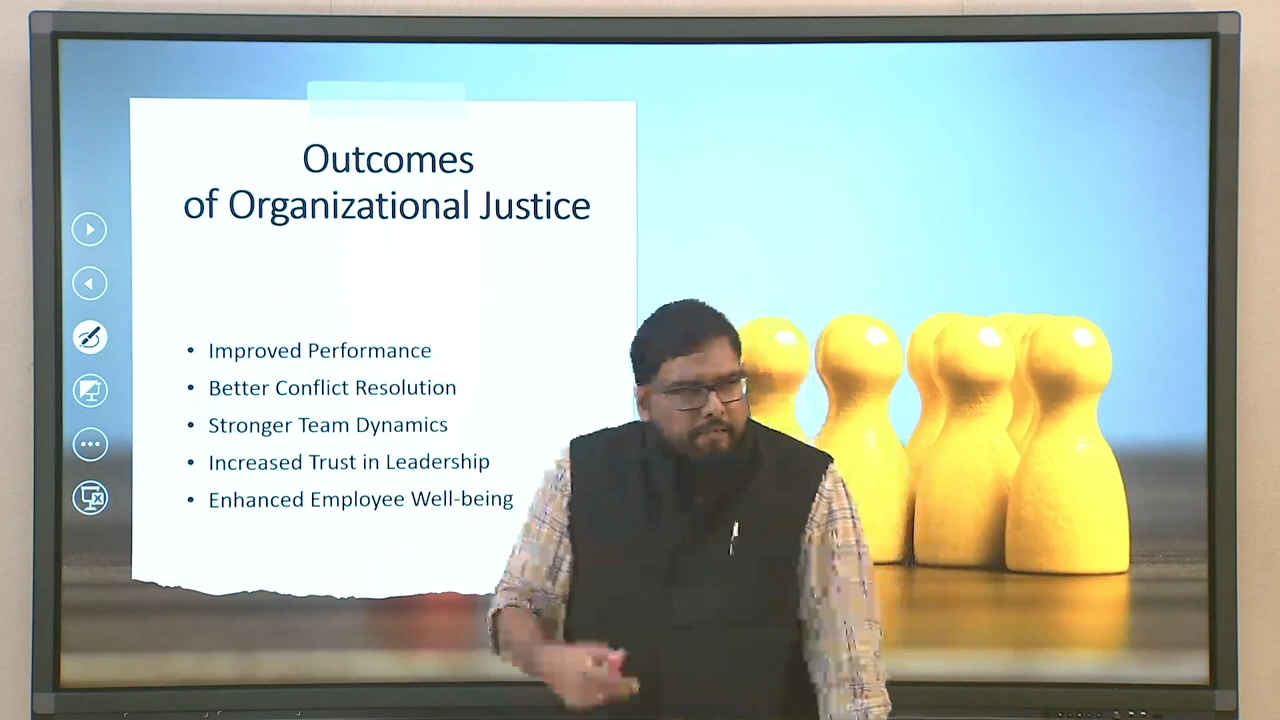 Outcomes
of Organizational Justice
• Improved Performance
• Better Conflict Resolution
• Stronger Team Dynamics
• Increased Trust in Leadership
• Enhanced Employee Well-being